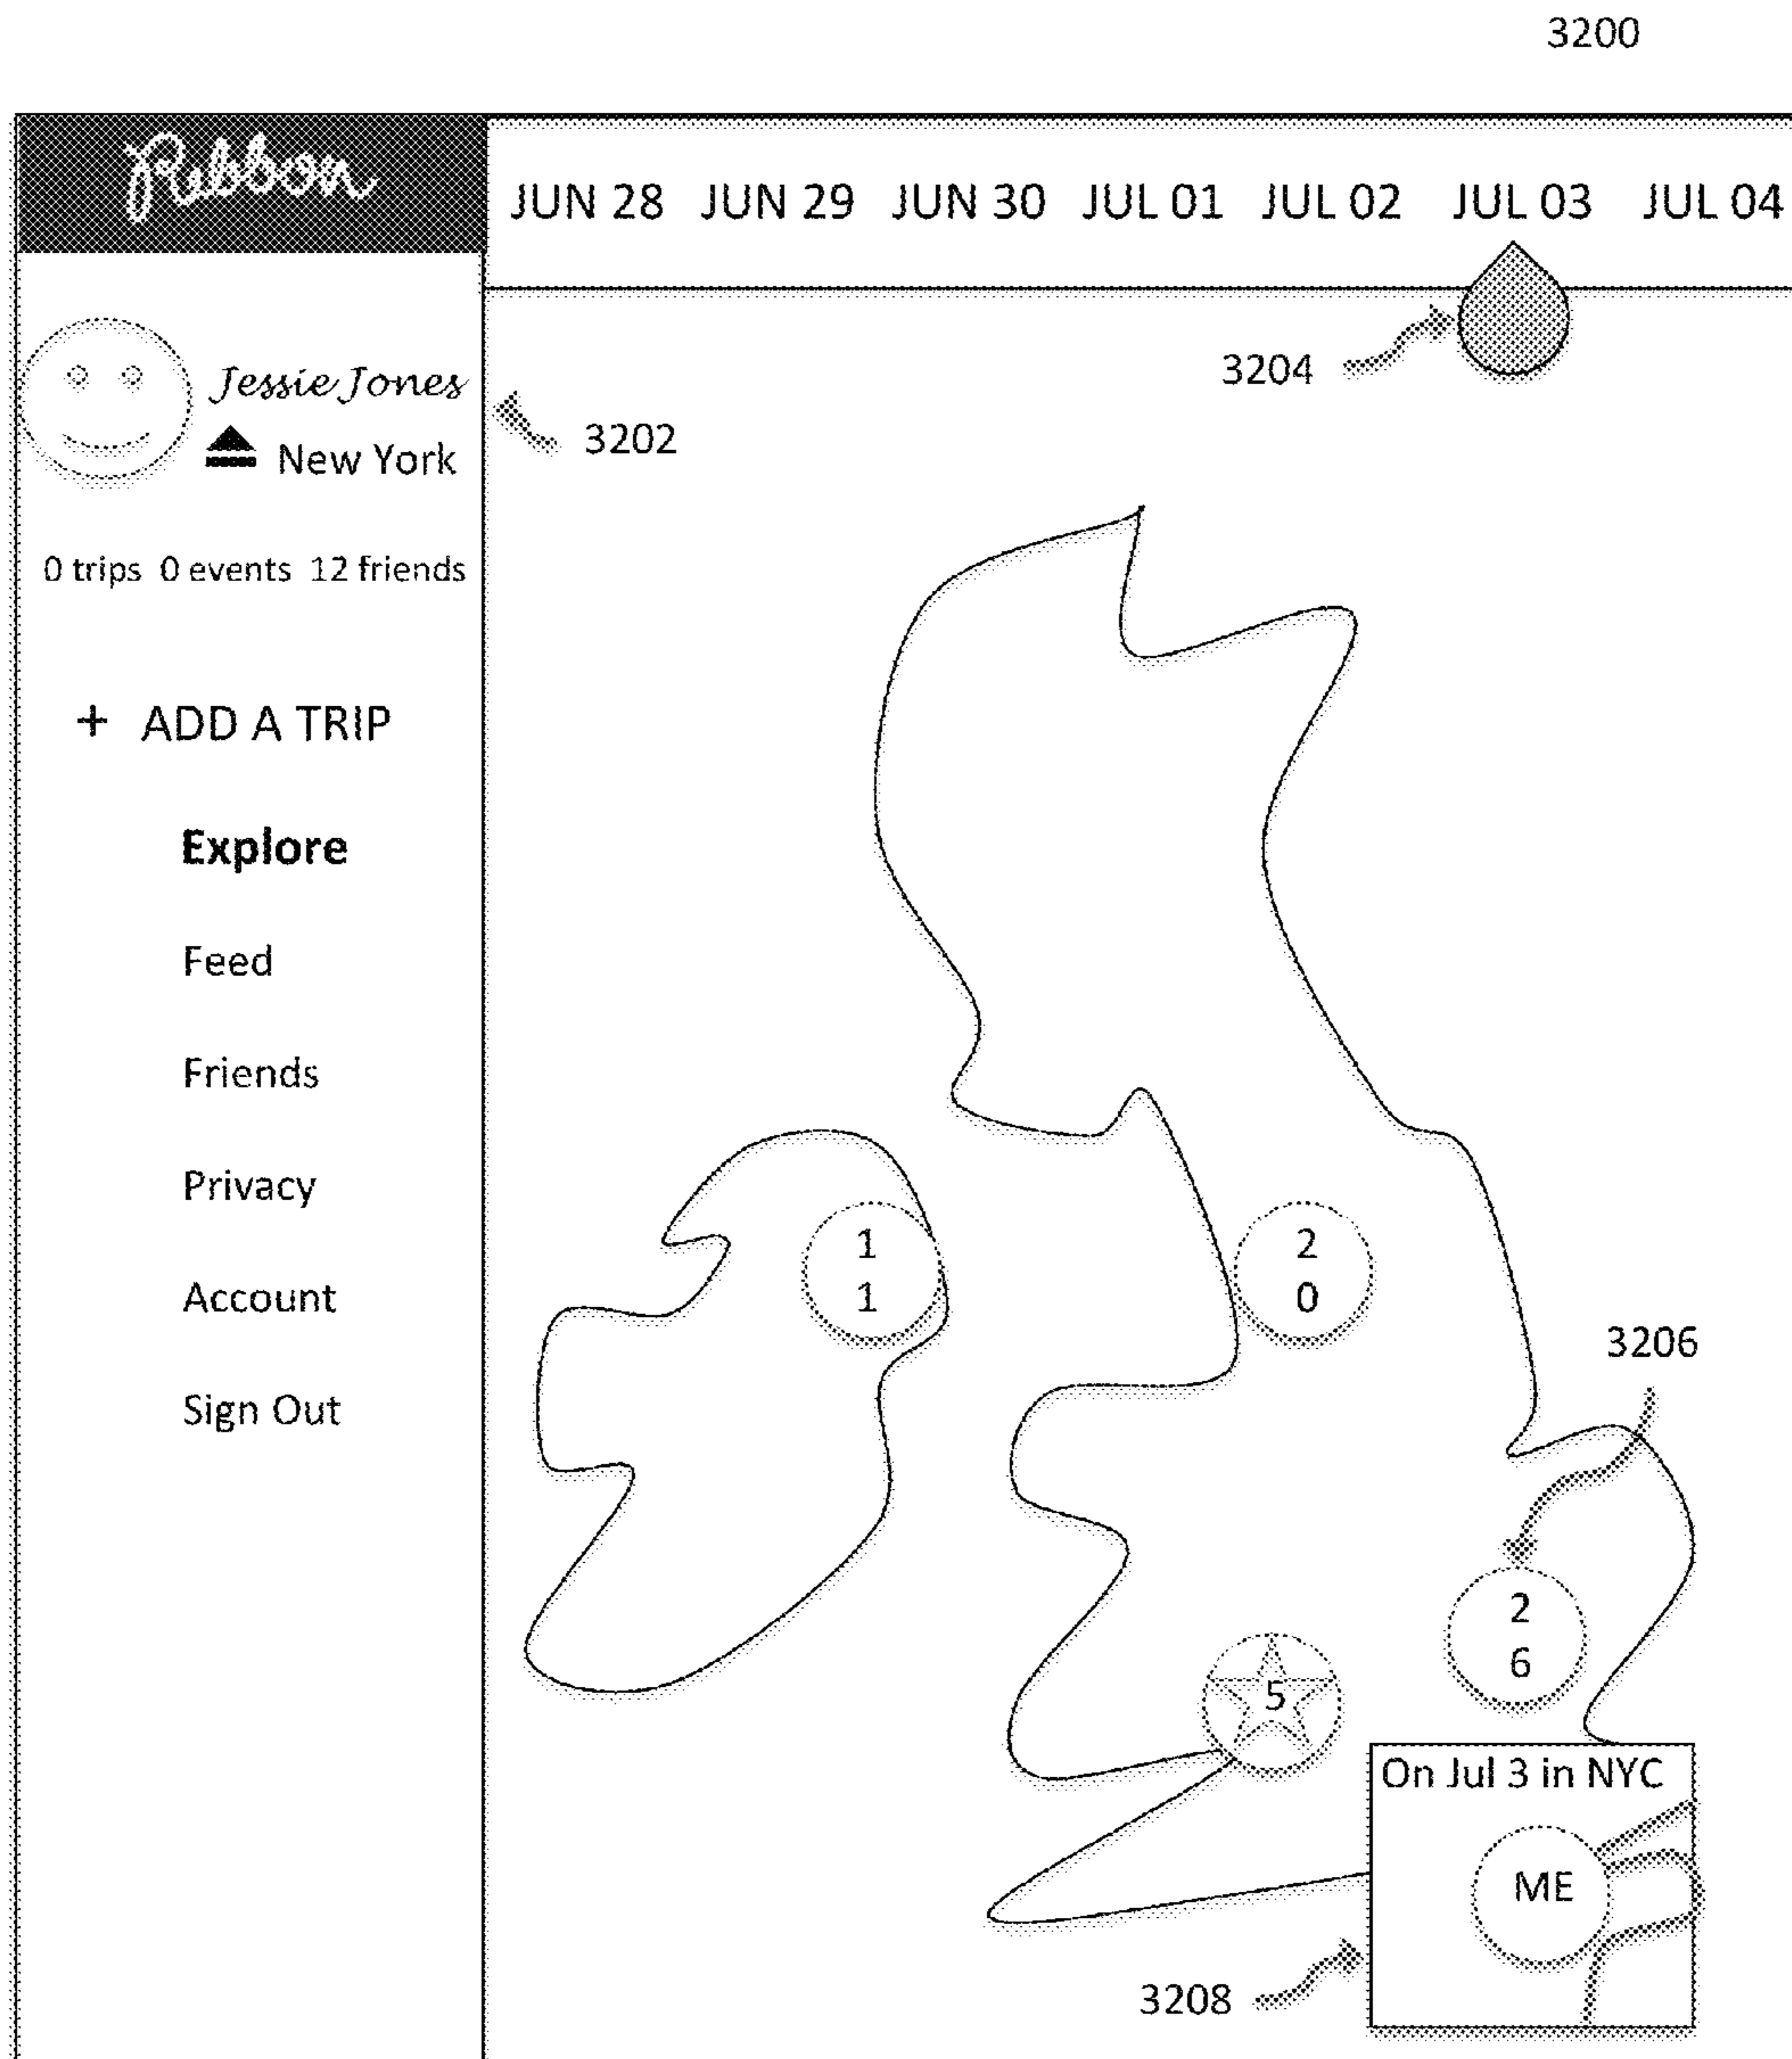 3200
Ribbon
JUN 28 JUN 29 JUN 30 JUL 01 JUL 02 JUL 03 JUL 04
3204
Jessie Jones
New York
3202
0 trips 0 events 12 friends
+ ADD A TRIP
Explore
Feed
Friends
Privacy
Account
Sign Out
1
1
2
0
3206
2
6
5
On Jul 3 in NYC
ME
3208